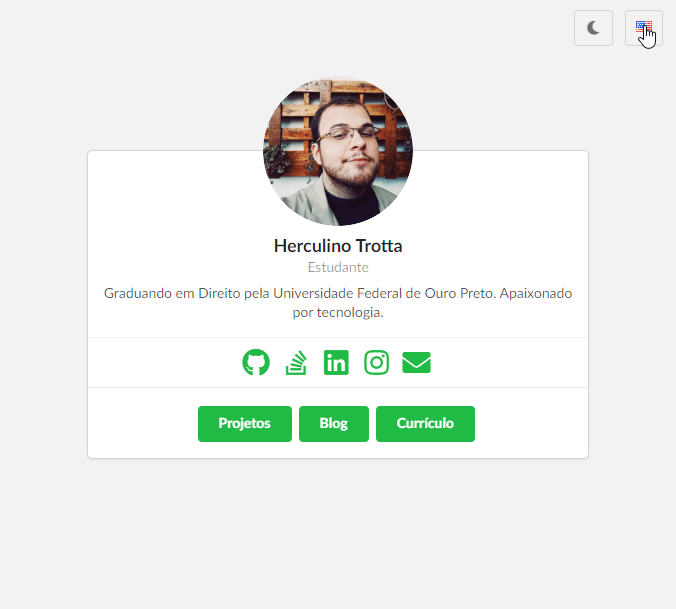 Herculino Trotta
Estudante
Graduando em Direito pela Universidade Federal de Ouro Preto. Apaixonado
por tecnologia.
Projetos Blog Currículo